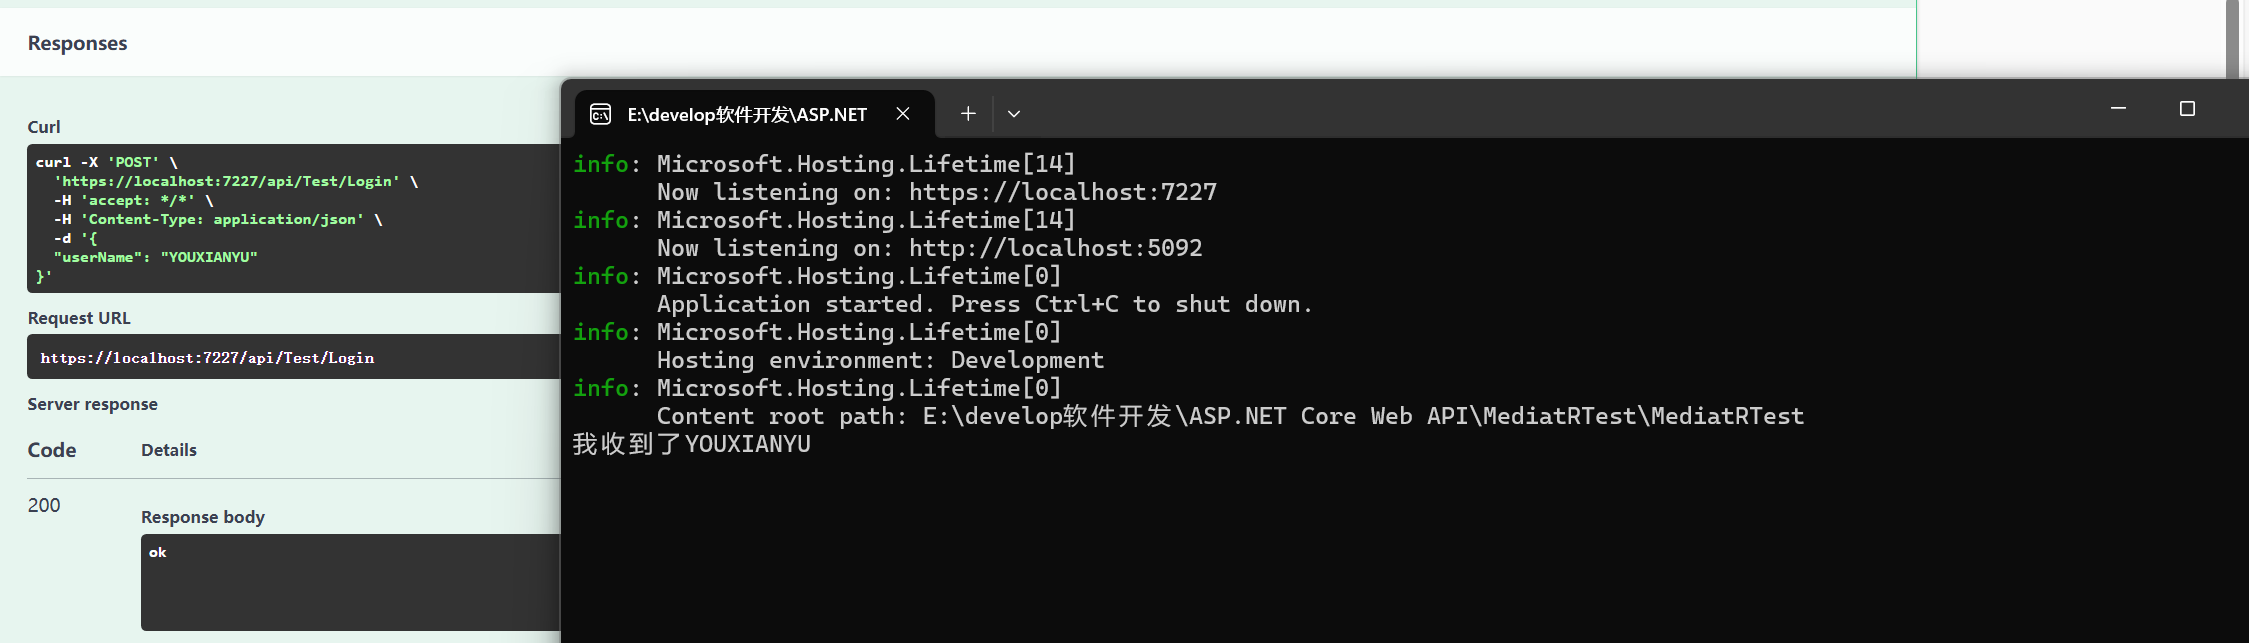 Responses
Curl
curl -X 'POST' \
'https://localhost:7227/api/Test/Login' \
-H 'accept: */*' \
-H 'Content-Type: application/json' \
-d '{
"userName": "YOUXIANYU"
}'
Request URL
https://localhost:7227/api/Test/Login
Server response
Code Details
200
Response body
ok
E:\develop软件开发\ASP.NET
info: Microsoft.Hosting.Lifetime[14]
Now listening on: https://localhost:7227
info: Microsoft.Hosting.Lifetime[14]
Now listening on: http://localhost:5092
info: Microsoft.Hosting.Lifetime[0]
Application started. Press Ctrl+C to shut down.
info: Microsoft.Hosting.Lifetime[0]
Hosting environment: Development
info: Microsoft.Hosting.Lifetime[0]
Content root path: E:\develop软件开发\ASP.NET Core Web API\MediatRTest\MediatRTest
我收到了YOUXIANYU